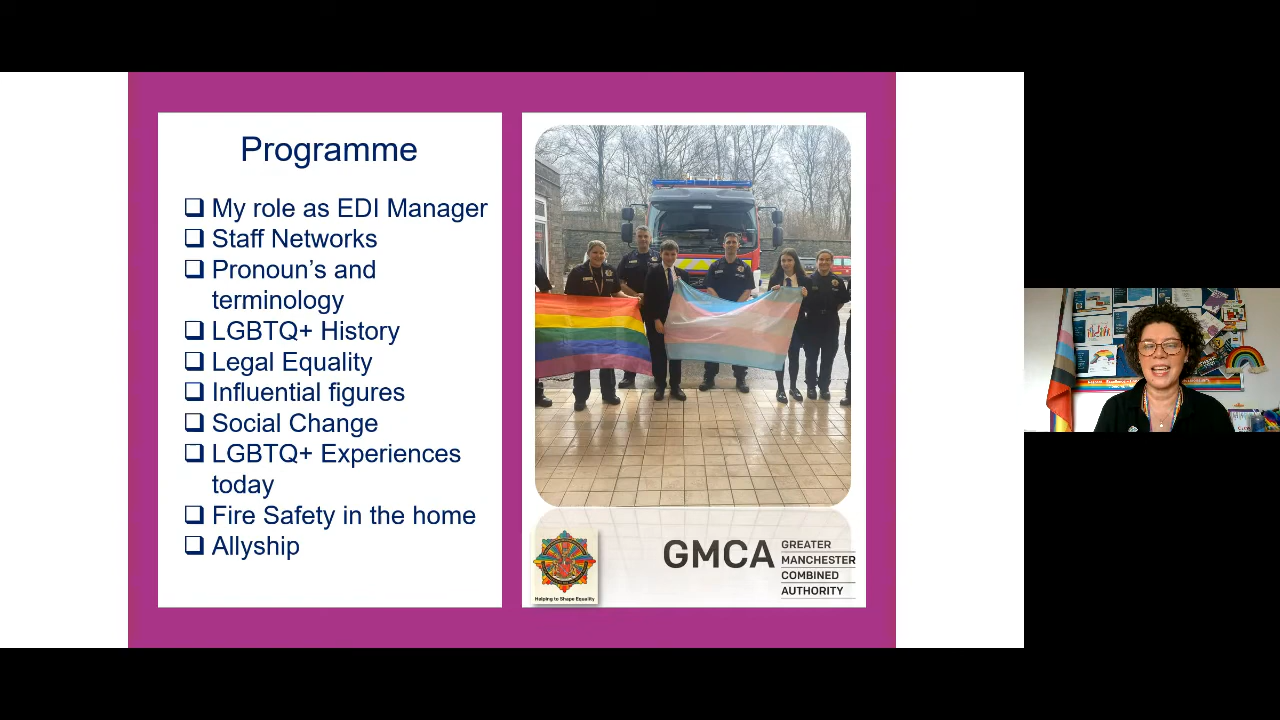 Programme
❑ My role as EDI Manager
❑ Staff Networks
❑ Pronoun’s and
terminology
❑ LGBTQ+ History
❑ Legal Equality
❑ Influential figures
❑ Social Change
❑ LGBTQ+ Experiences
today
❑ Fire Safety in the home
❑ Allyship
Helping to Shape Equality
GMCA
GREATER
MANCHESTER
COMBINED
AUTHORITY